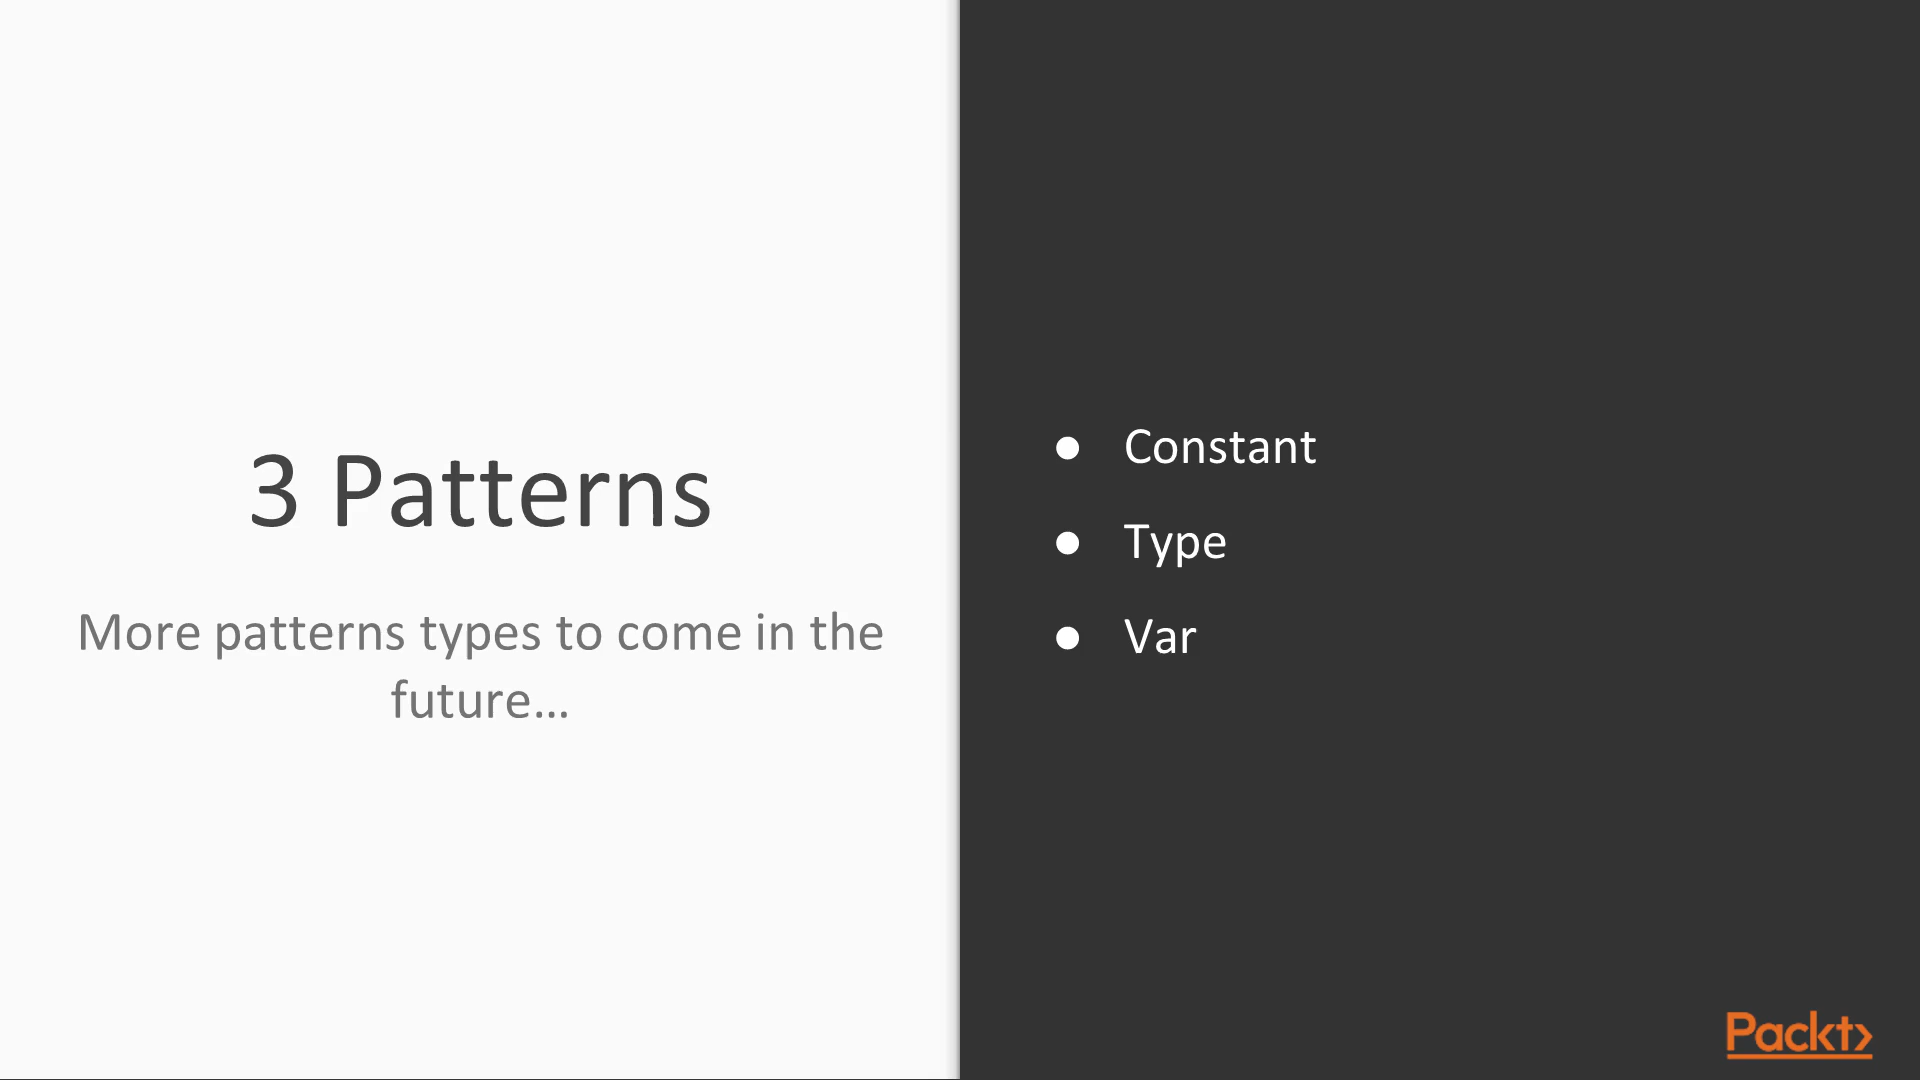 3 Patterns
More patterns types to come in the
future...
● Constant
● Type
● Var
Packt>